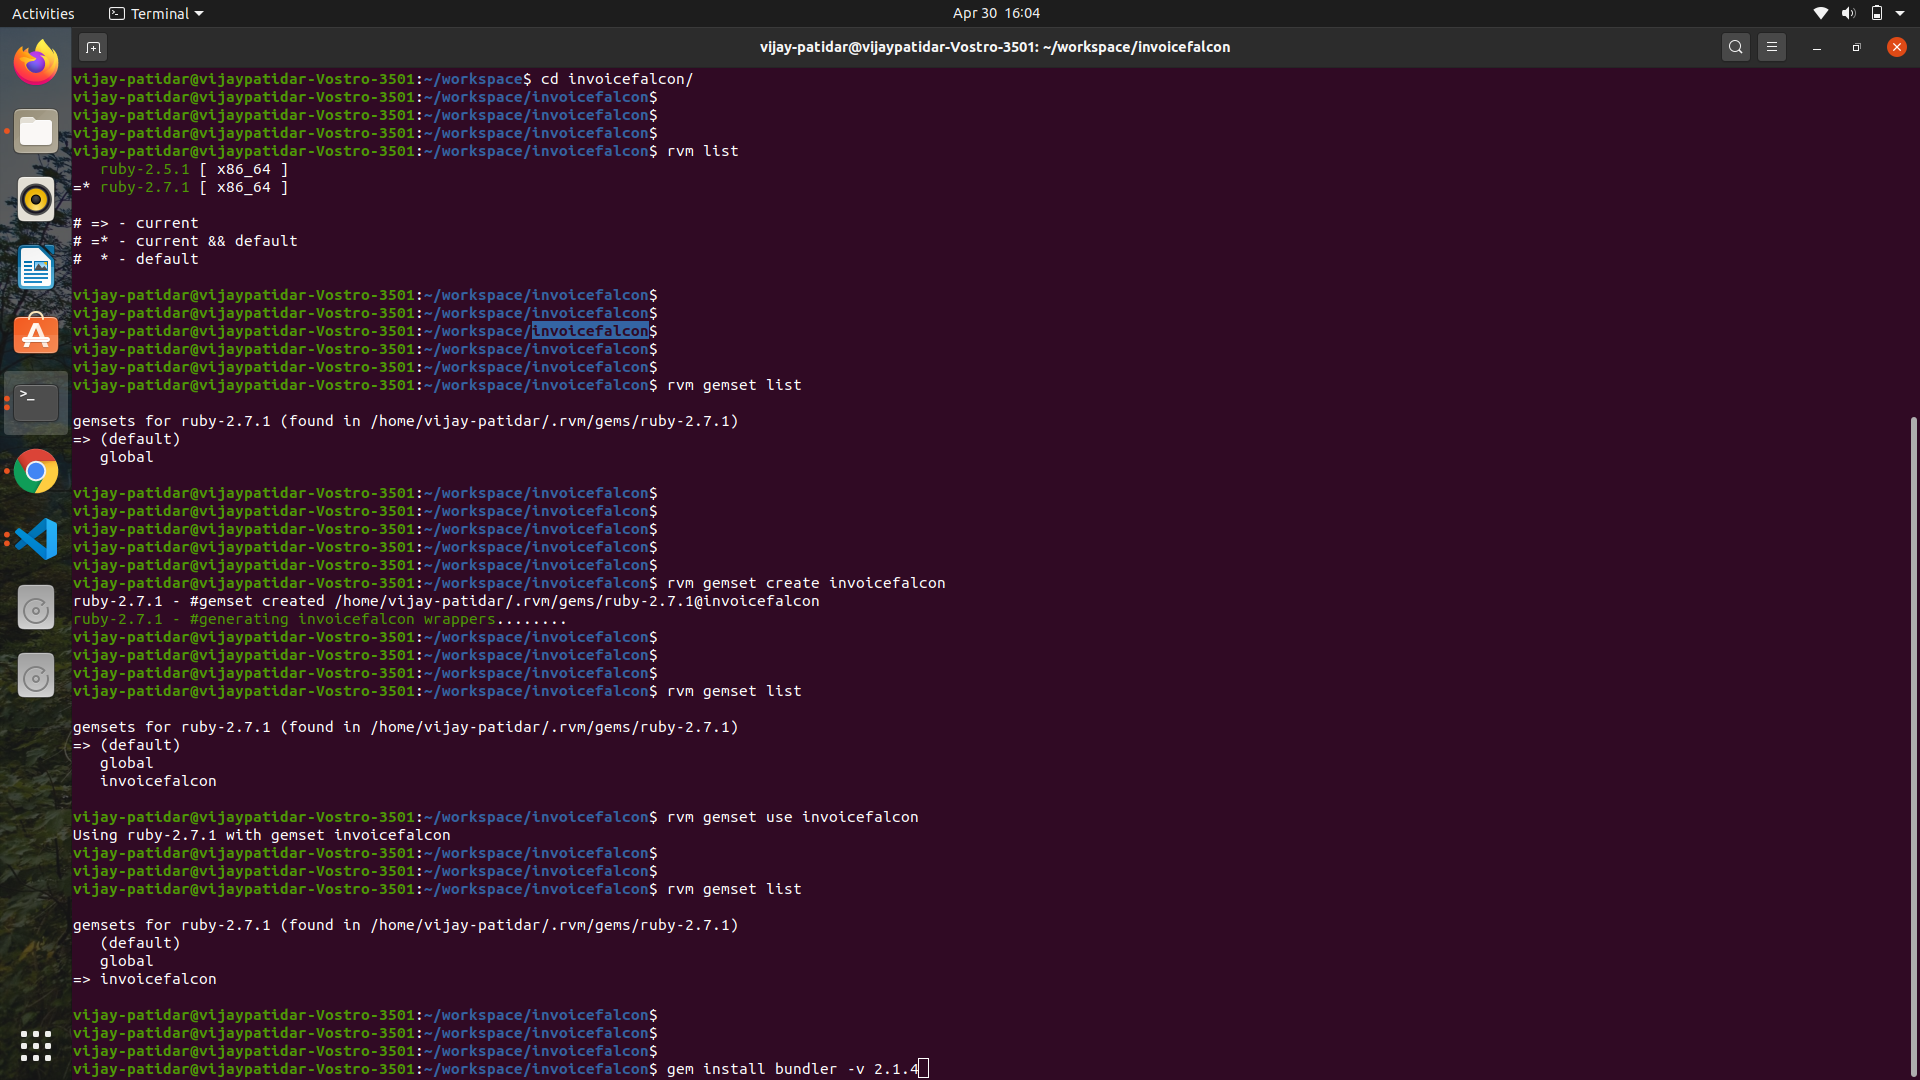 Activities
Terminal
Apr 30 16:04
vijay-patidar@vijaypatidar-Vostro-3501: ~/workspace/invoicefalcon
vijay-patidar@vijaypatidar-Vostro-3501:~/workspace$ cd invoicefalcon/
vijay-patidar@vijaypatidar-Vostro-3501:~/workspace/invoicefalcon$
vijay-patidar@vijaypatidar-Vostro-3501:~/workspace/invoicefalcon$
vijay-patidar@vijaypatidar-Vostro-3501:~/workspace/invoicefalcon$
vijay-patidar@vijaypatidar-Vostro-3501:~/workspace/invoicefalcon$ rvm list
ruby-2.5.1 [ x86_64 ]
=* ruby-2.7.1 [ x86_64 ]
# => - current
# =* - current && default
#  * - default
vijay-patidar@vijaypatidar-Vostro-3501:~/workspace/invoicefalcon$
vijay-patidar@vijaypatidar-Vostro-3501:~/workspace/invoicefalcon$
vijay-patidar@vijaypatidar-Vostro-3501:~/workspace/invoicefalcon$
vijay-patidar@vijaypatidar-Vostro-3501:~/workspace/invoicefalcon$
vijay-patidar@vijaypatidar-Vostro-3501:~/workspace/invoicefalcon$
vijay-patidar@vijaypatidar-Vostro-3501:~/workspace/invoicefalcon$ rvm gemset list
gemsets for ruby-2.7.1 (found in /home/vijay-patidar/.rvm/gems/ruby-2.7.1)
=> (default)
global
vijay-patidar@vijaypatidar-Vostro-3501:~/workspace/invoicefalcon$
vijay-patidar@vijaypatidar-Vostro-3501:~/workspace/invoicefalcon$
vijay-patidar@vijaypatidar-Vostro-3501:~/workspace/invoicefalcon$
vijay-patidar@vijaypatidar-Vostro-3501:~/workspace/invoicefalcon$
vijay-patidar@vijaypatidar-Vostro-3501:~/workspace/invoicefalcon$
vijay-patidar@vijaypatidar-Vostro-3501:~/workspace/invoicefalcon$ rvm gemset create invoicefalcon
ruby-2.7.1 - #gemset created /home/vijay-patidar/.rvm/gems/ruby-2.7.1@invoicefalcon
ruby-2.7.1 - #generating invoicefalcon wrappers........
vijay-patidar@vijaypatidar-Vostro-3501:~/workspace/invoicefalcon$
vijay-patidar@vijaypatidar-Vostro-3501:~/workspace/invoicefalcon$
vijay-patidar@vijaypatidar-Vostro-3501:~/workspace/invoicefalcon$
vijay-patidar@vijaypatidar-Vostro-3501:~/workspace/invoicefalcon$ rvm gemset list
gemsets for ruby-2.7.1 (found in /home/vijay-patidar/.rvm/gems/ruby-2.7.1)
=> (default)
global
invoicefalcon
vijay-patidar@vijaypatidar-Vostro-3501:~/workspace/invoicefalcon$ rvm gemset use invoicefalcon
Using ruby-2.7.1 with gemset invoicefalcon
vijay-patidar@vijaypatidar-Vostro-3501:~/workspace/invoicefalcon$
vijay-patidar@vijaypatidar-Vostro-3501:~/workspace/invoicefalcon$
vijay-patidar@vijaypatidar-Vostro-3501:~/workspace/invoicefalcon$ rvm gemset list
gemsets for ruby-2.7.1 (found in /home/vijay-patidar/.rvm/gems/ruby-2.7.1)
(default)
global
=> invoicefalcon
vijay-patidar@vijaypatidar-Vostro-3501:~/workspace/invoicefalcon$
vijay-patidar@vijaypatidar-Vostro-3501:~/workspace/invoicefalcon$
vijay-patidar@vijaypatidar-Vostro-3501:~/workspace/invoicefalcon$
vijay-patidar@vijaypatidar-Vostro-3501:~/workspace/invoicefalcon$ gem install bundler -v 2.1.4